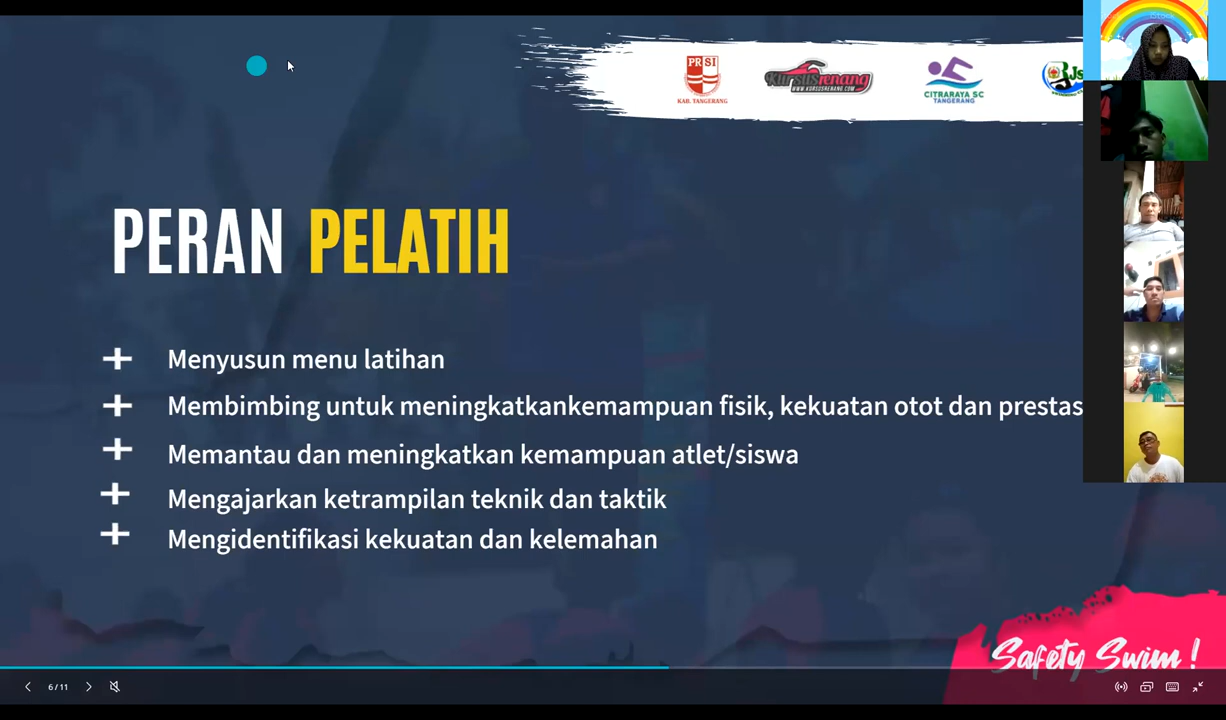 PRSI
KAB. TANGERANG
Kursusrenang
WWW.KURSUSRENANG.COM
CITRARAYA SC
TANGERANG
PERAN PELATIH
Menyusun menu latihan
Membimbing untuk meningkatkankemampuan fisik, kekuatan otot dan prestas
Memantau dan meningkatkan kemampuan atlet/siswa
Mengajarkan ketrampilan teknik dan taktik
Mengidentifikasi kekuatan dan kelemahan
Safety Swim !
6 / 11